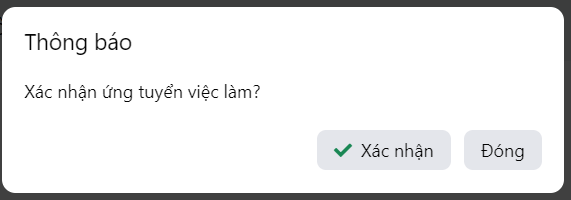 Thông báo
Xác nhận ứng tuyển việc làm?
Xác nhận Đóng